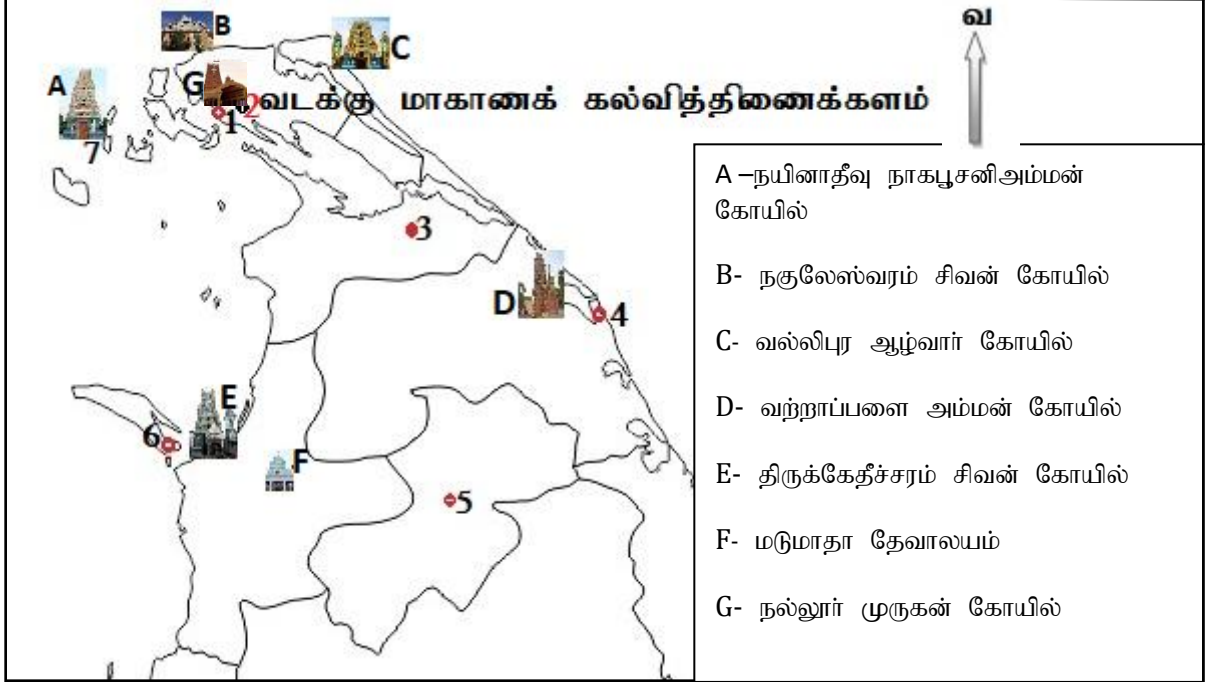 வ
B
C
A
G
வடக்கு மாகாணக் கல்வித்திணைக்களம்
1
2
7
3
D
4
E
6
F
5
A –நயினாதீவு நாகபூசனிஅம்மன்
கோயில்
B- நகுலேஸ்வரம் சிவன் கோயில்
C- வல்லிபுர ஆழ்வார் கோயில்
D- வற்றாப்பளை அம்மன் கோயில்
E- திருக்கேதீச்சரம் சிவன் கோயில்
F- மடுமாதா தேவாலயம்
G- நல்லூர் முருகன் கோயில்